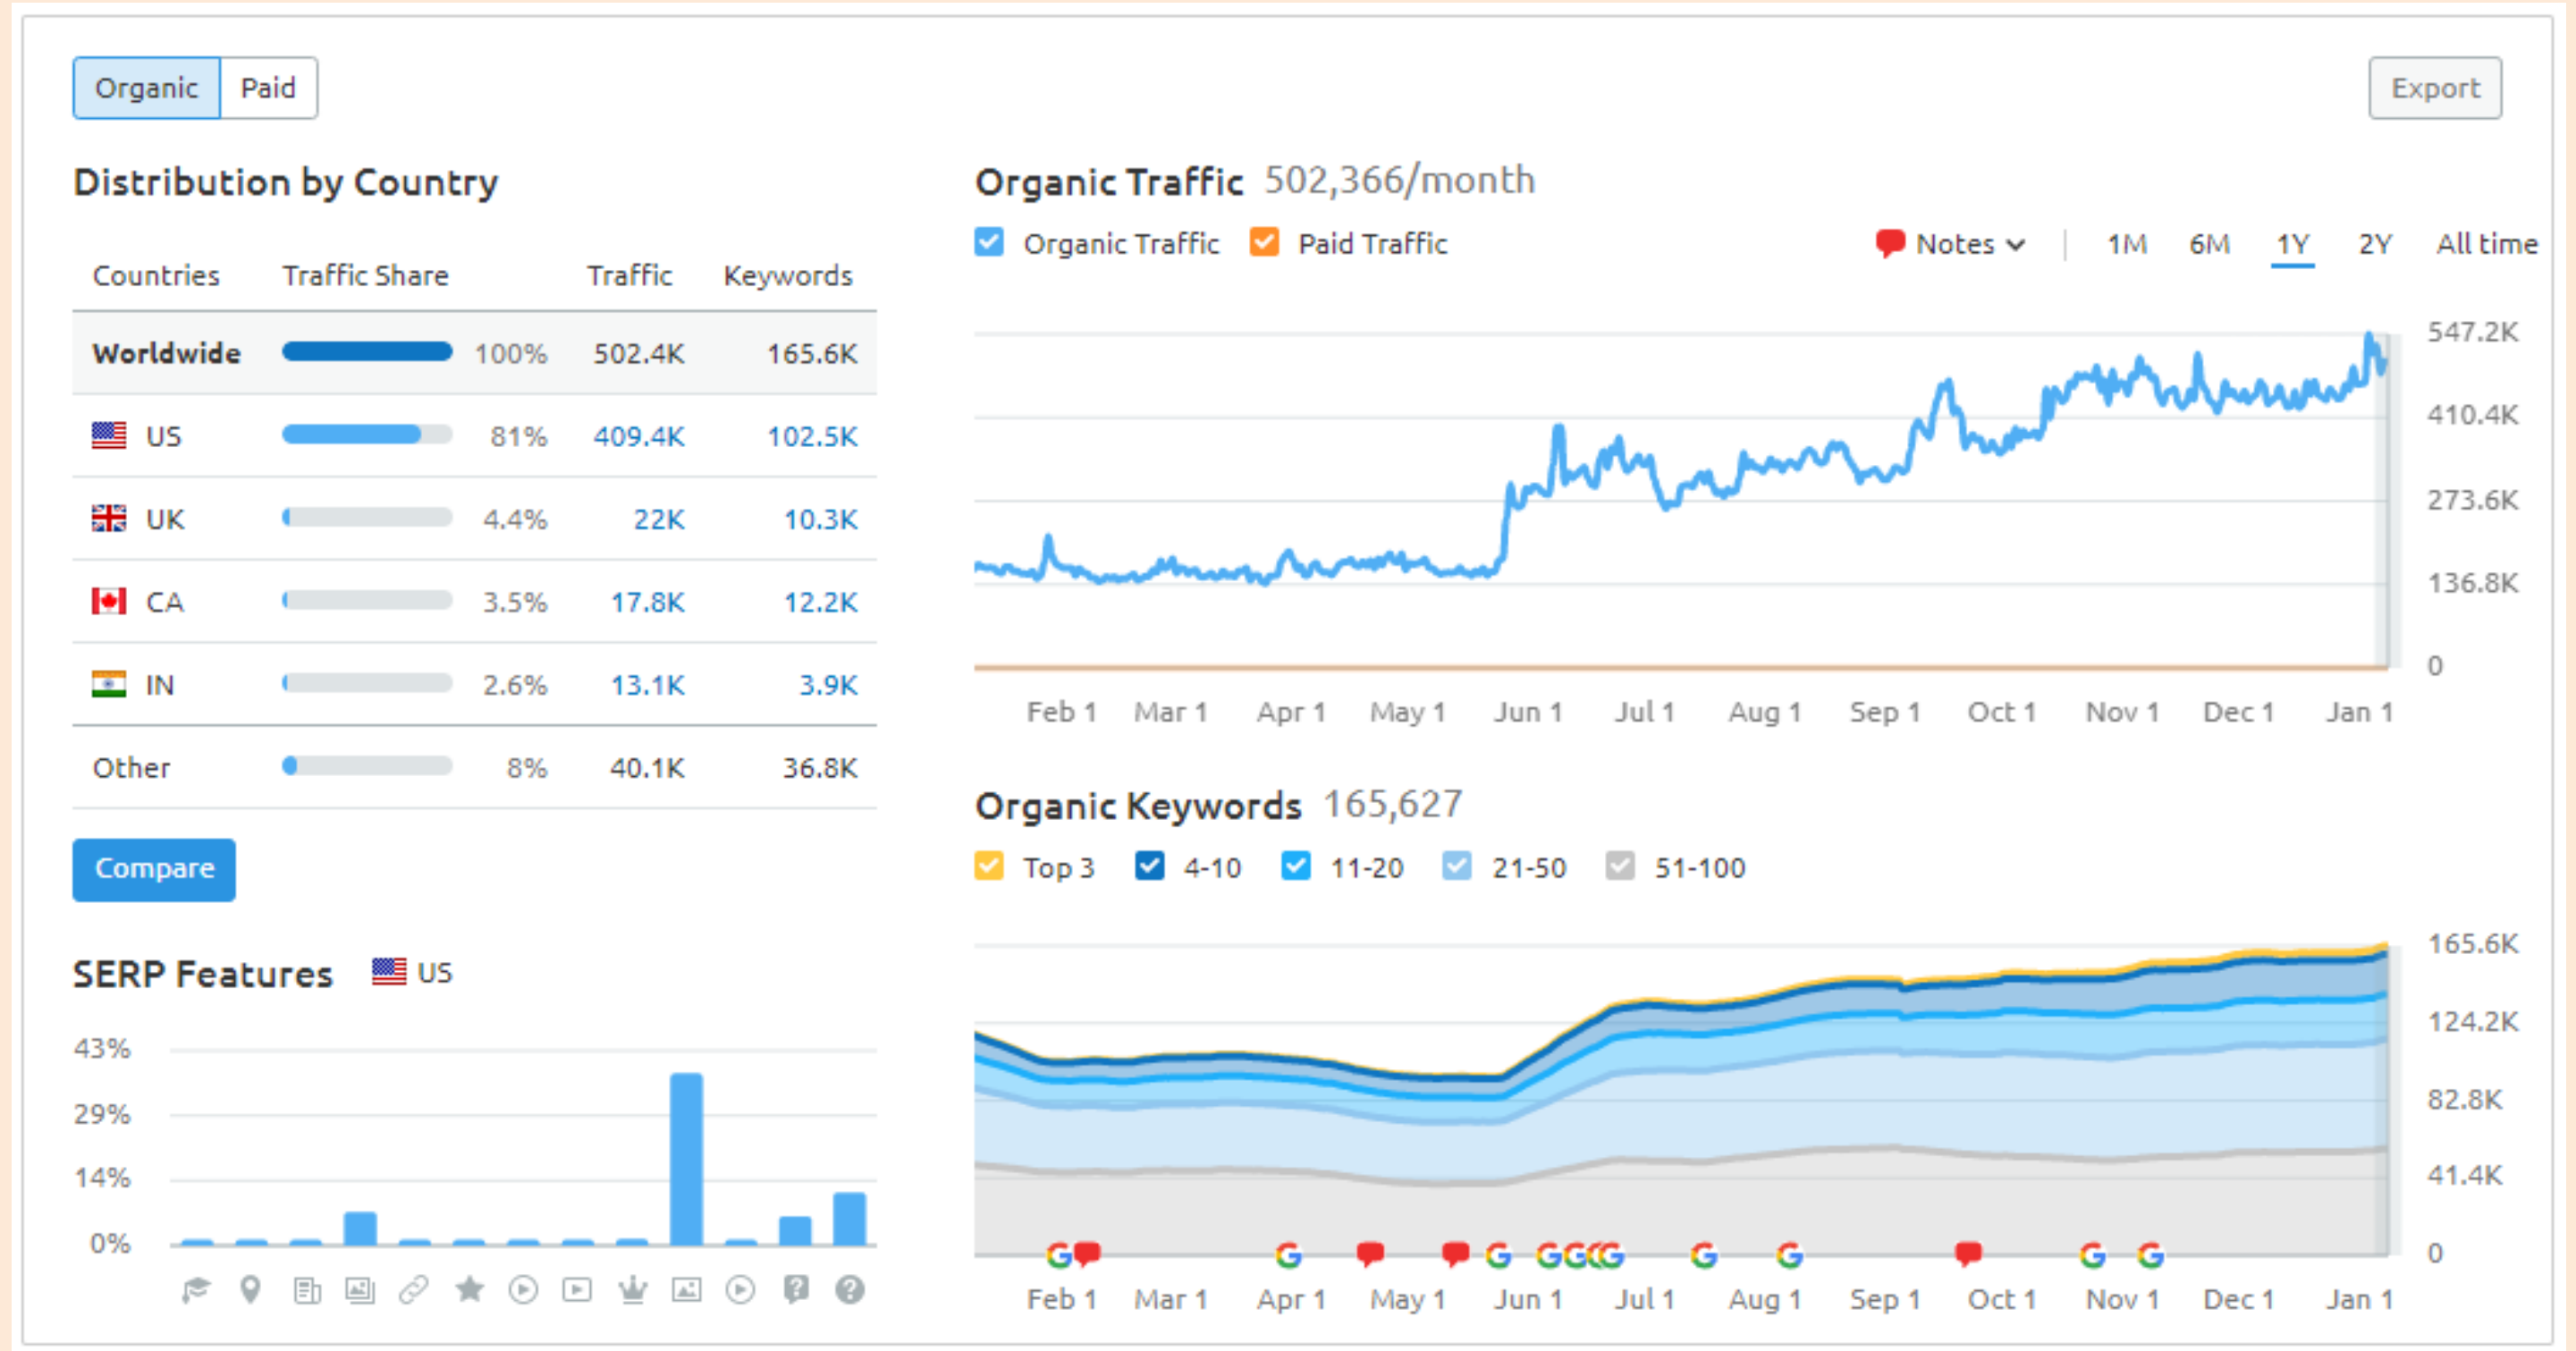 Organic Paid
Export
Distribution by Country
Countries Traffic Share Traffic Keywords
Worldwide 100% 502.4K 165.6K
US 81% 409.4K 102.5K
UK 4.4% 22K 10.3K
CA 3.5% 17.8K 12.2K
IN 2.6% 13.1K 3.9K
Other 8% 40.1K 36.8K
Compare
SERP Features US
43%
29%
14%
0%
Organic Traffic 502,366/month
Organic Traffic Paid Traffic
Notes 1M 6M 1Y 2Y All time
547.2K
410.4K
273.6K
136.8K
0
Feb 1 Mar 1 Apr 1 May 1 Jun 1 Jul 1 Aug 1 Sep 1 Oct 1 Nov 1 Dec 1 Jan 1
Organic Keywords 165,627
Top 3 4-10 11-20 21-50 51-100
165.6K
124.2K
82.8K
41.4K
0
Feb 1 Mar 1 Apr 1 May 1 Jun 1 Jul 1 Aug 1 Sep 1 Oct 1 Nov 1 Dec 1 Jan 1